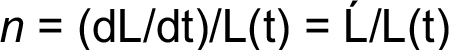 n = (dL/dt)/L(t) = Ĺ/L(t)